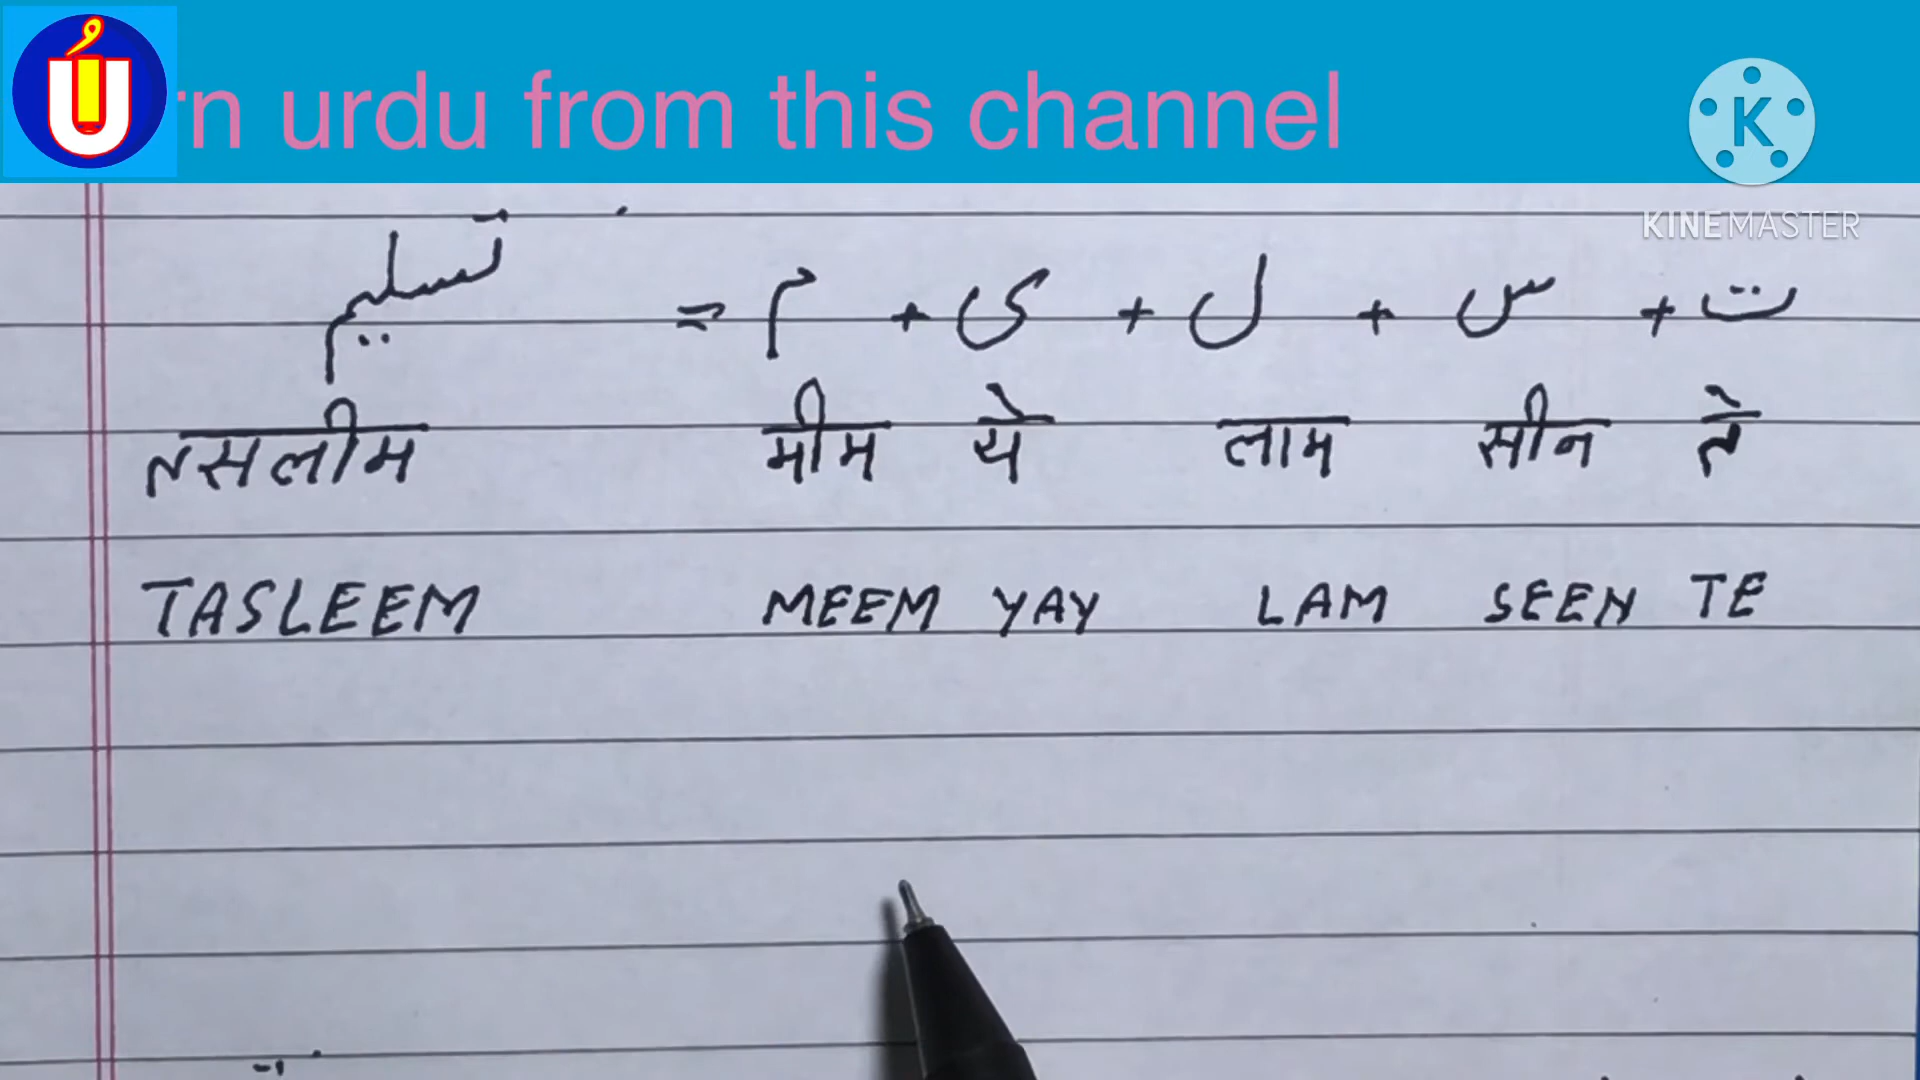 rn urdu from this channel
KINEMASTER
ت + س + ل + ی + م = تسلیم
तसलीम मीम ये लाम सीन ते
TASLEEM MEEM YAY LAM SEEN TE